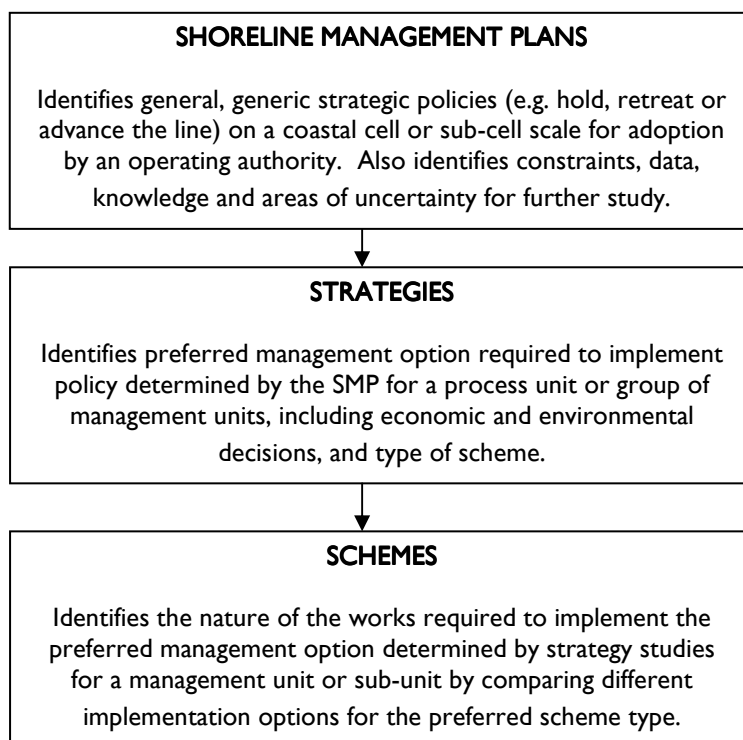 SHORELINE MANAGEMENT PLANS
Identifies general, generic strategic policies (e.g. hold, retreat or
advance the line) on a coastal cell or sub-cell scale for adoption
by an operating authority.  Also identifies constraints, data,
knowledge and areas of uncertainty for further study.
STRATEGIES
Identifies preferred management option required to implement
policy determined by the SMP for a process unit or group of
management units, including economic and environmental
decisions, and type of scheme.
SCHEMES
Identifies the nature of the works required to implement the
preferred management option determined by strategy studies
for a management unit or sub-unit by comparing different
implementation options for the preferred scheme type.